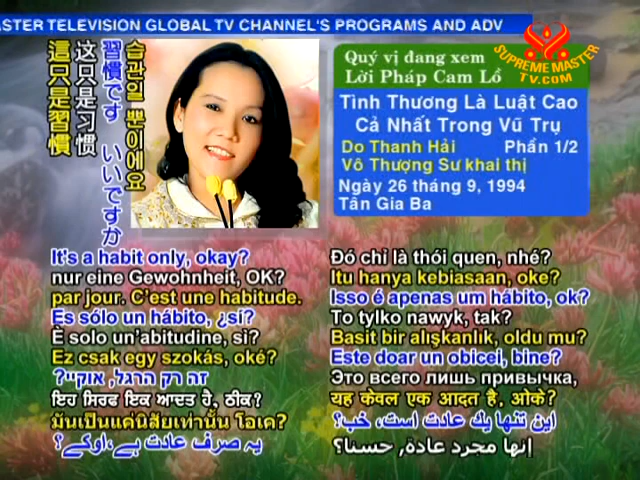 ASTER TELEVISION GLOBAL TV CHANNEL'S PROGRAMS AND ADV
SUPREME MASTER
TV.COM
Quý vị đang xem
Lời Pháp Cam Lồ
Tình Thương Là Luật Cao
Cả Nhất Trong Vũ Trụ
Do Thanh Hải Phần 1/2
Vô Thượng Sư khai thị
Ngày 26 tháng 9, 1994
Tân Gia Ba
這只是習慣
这只是习惯
習慣です いいですか
습관일 뿐이에요
It's a habit only, okay?
nur eine Gewohnheit, OK?
par jour. C'est une habitude.
Es sólo un hábito, ¿sí?
È solo un'abitudine, sì?
Ez csak egy szokás, oké?
זה רק הרגל, אוקיי?
ਇਹ ਸਿਰਫ ਇਕ ਆਦਤ ਹੈ, ਠੀਕ?
มันเป็นแค่นิสัยเท่านั้น โอเค?
یہ صرف عادت ہے،اوکے؟
Đó chỉ là thói quen, nhé?
Itu hanya kebiasaan, oke?
Isso é apenas um hábito, ok?
To tylko nawyk, tak?
Basit bir alışkanlık, oldu mu?
Este doar un obicei, bine?
Это всего лишь привычка,
यह केवल एक आदत है, ओके?
این تنها یك عادت است، خب؟
إنها مجرد عادة, حسنا؟